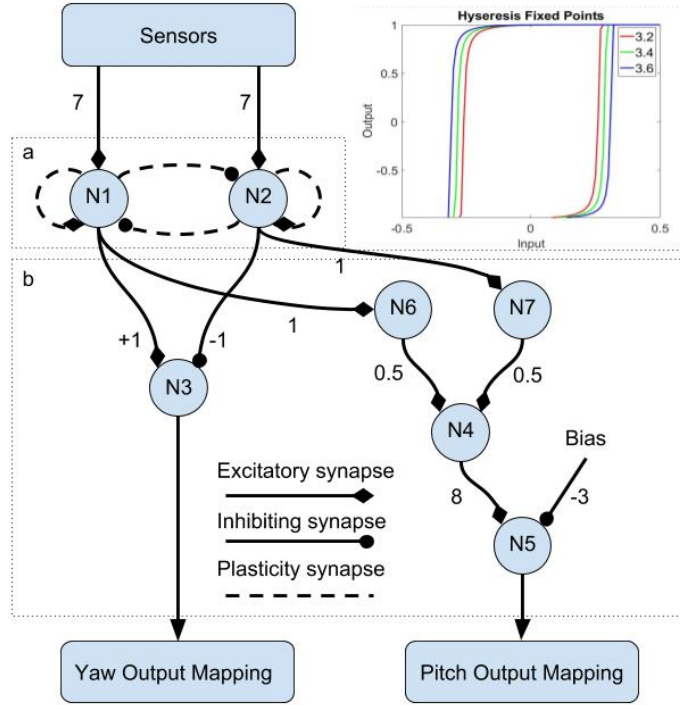 Sensors
7
7
a
N1
N2
Hyseresis Fixed Points
Output
1
0.5
0
-0.5
-0.5
0
0.5
Input
3.2
3.4
3.6
b
1
1
+1
-1
N3
N6
N7
0.5
0.5
N4
Bias
8
-3
N5
Excitatory synapse
Inhibiting synapse
Plasticity synapse
Yaw Output Mapping
Pitch Output Mapping